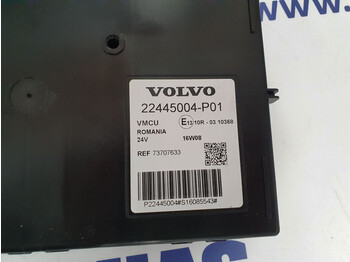 VOLVO
22445004-P01
VMCU E13 10R - 03 10368
ROMANIA
24V 16W08
REF 73707633
P22445004#S16085543#